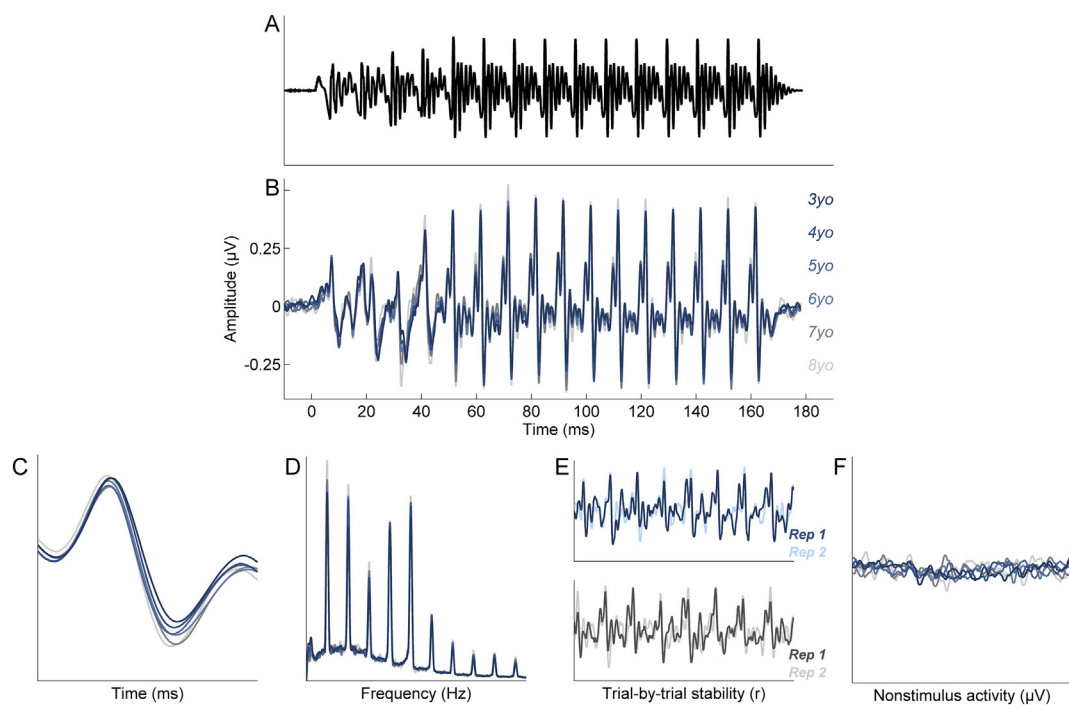 A
B
3yo
4yo
5yo
6yo
7yo
8yo
Amplitude (µV)
0.25
0
-0.25
0 20 40 60 80 100 120 140 160 180
Time (ms)
C
Time (ms)
D
Frequency (Hz)
E
Rep 1
Rep 2
Rep 1
Rep 2
Trial-by-trial stability (r)
F
Nonstimulus activity (µV)